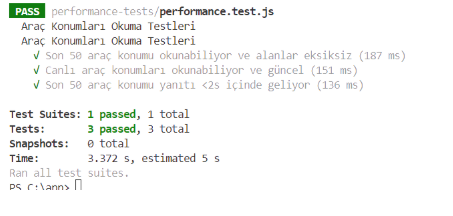 PASS performance-tests/performance.test.js
Araç Konumları Okuma Testleri
Araç Konumları Okuma Testleri
√ Son 50 araç konumu okunabiliyor ve alanlar eksiksiz (187 ms)
√ Canlı araç konumları okunabiliyor ve güncel (151 ms)
√ Son 50 araç konumu yanıtı <2s içinde geliyor (136 ms)
Test Suites: 1 passed, 1 total
Tests: 3 passed, 3 total
Snapshots: 0 total
Time: 3.372 s, estimated 5 s
Ran all test suites.
PS C:\app>